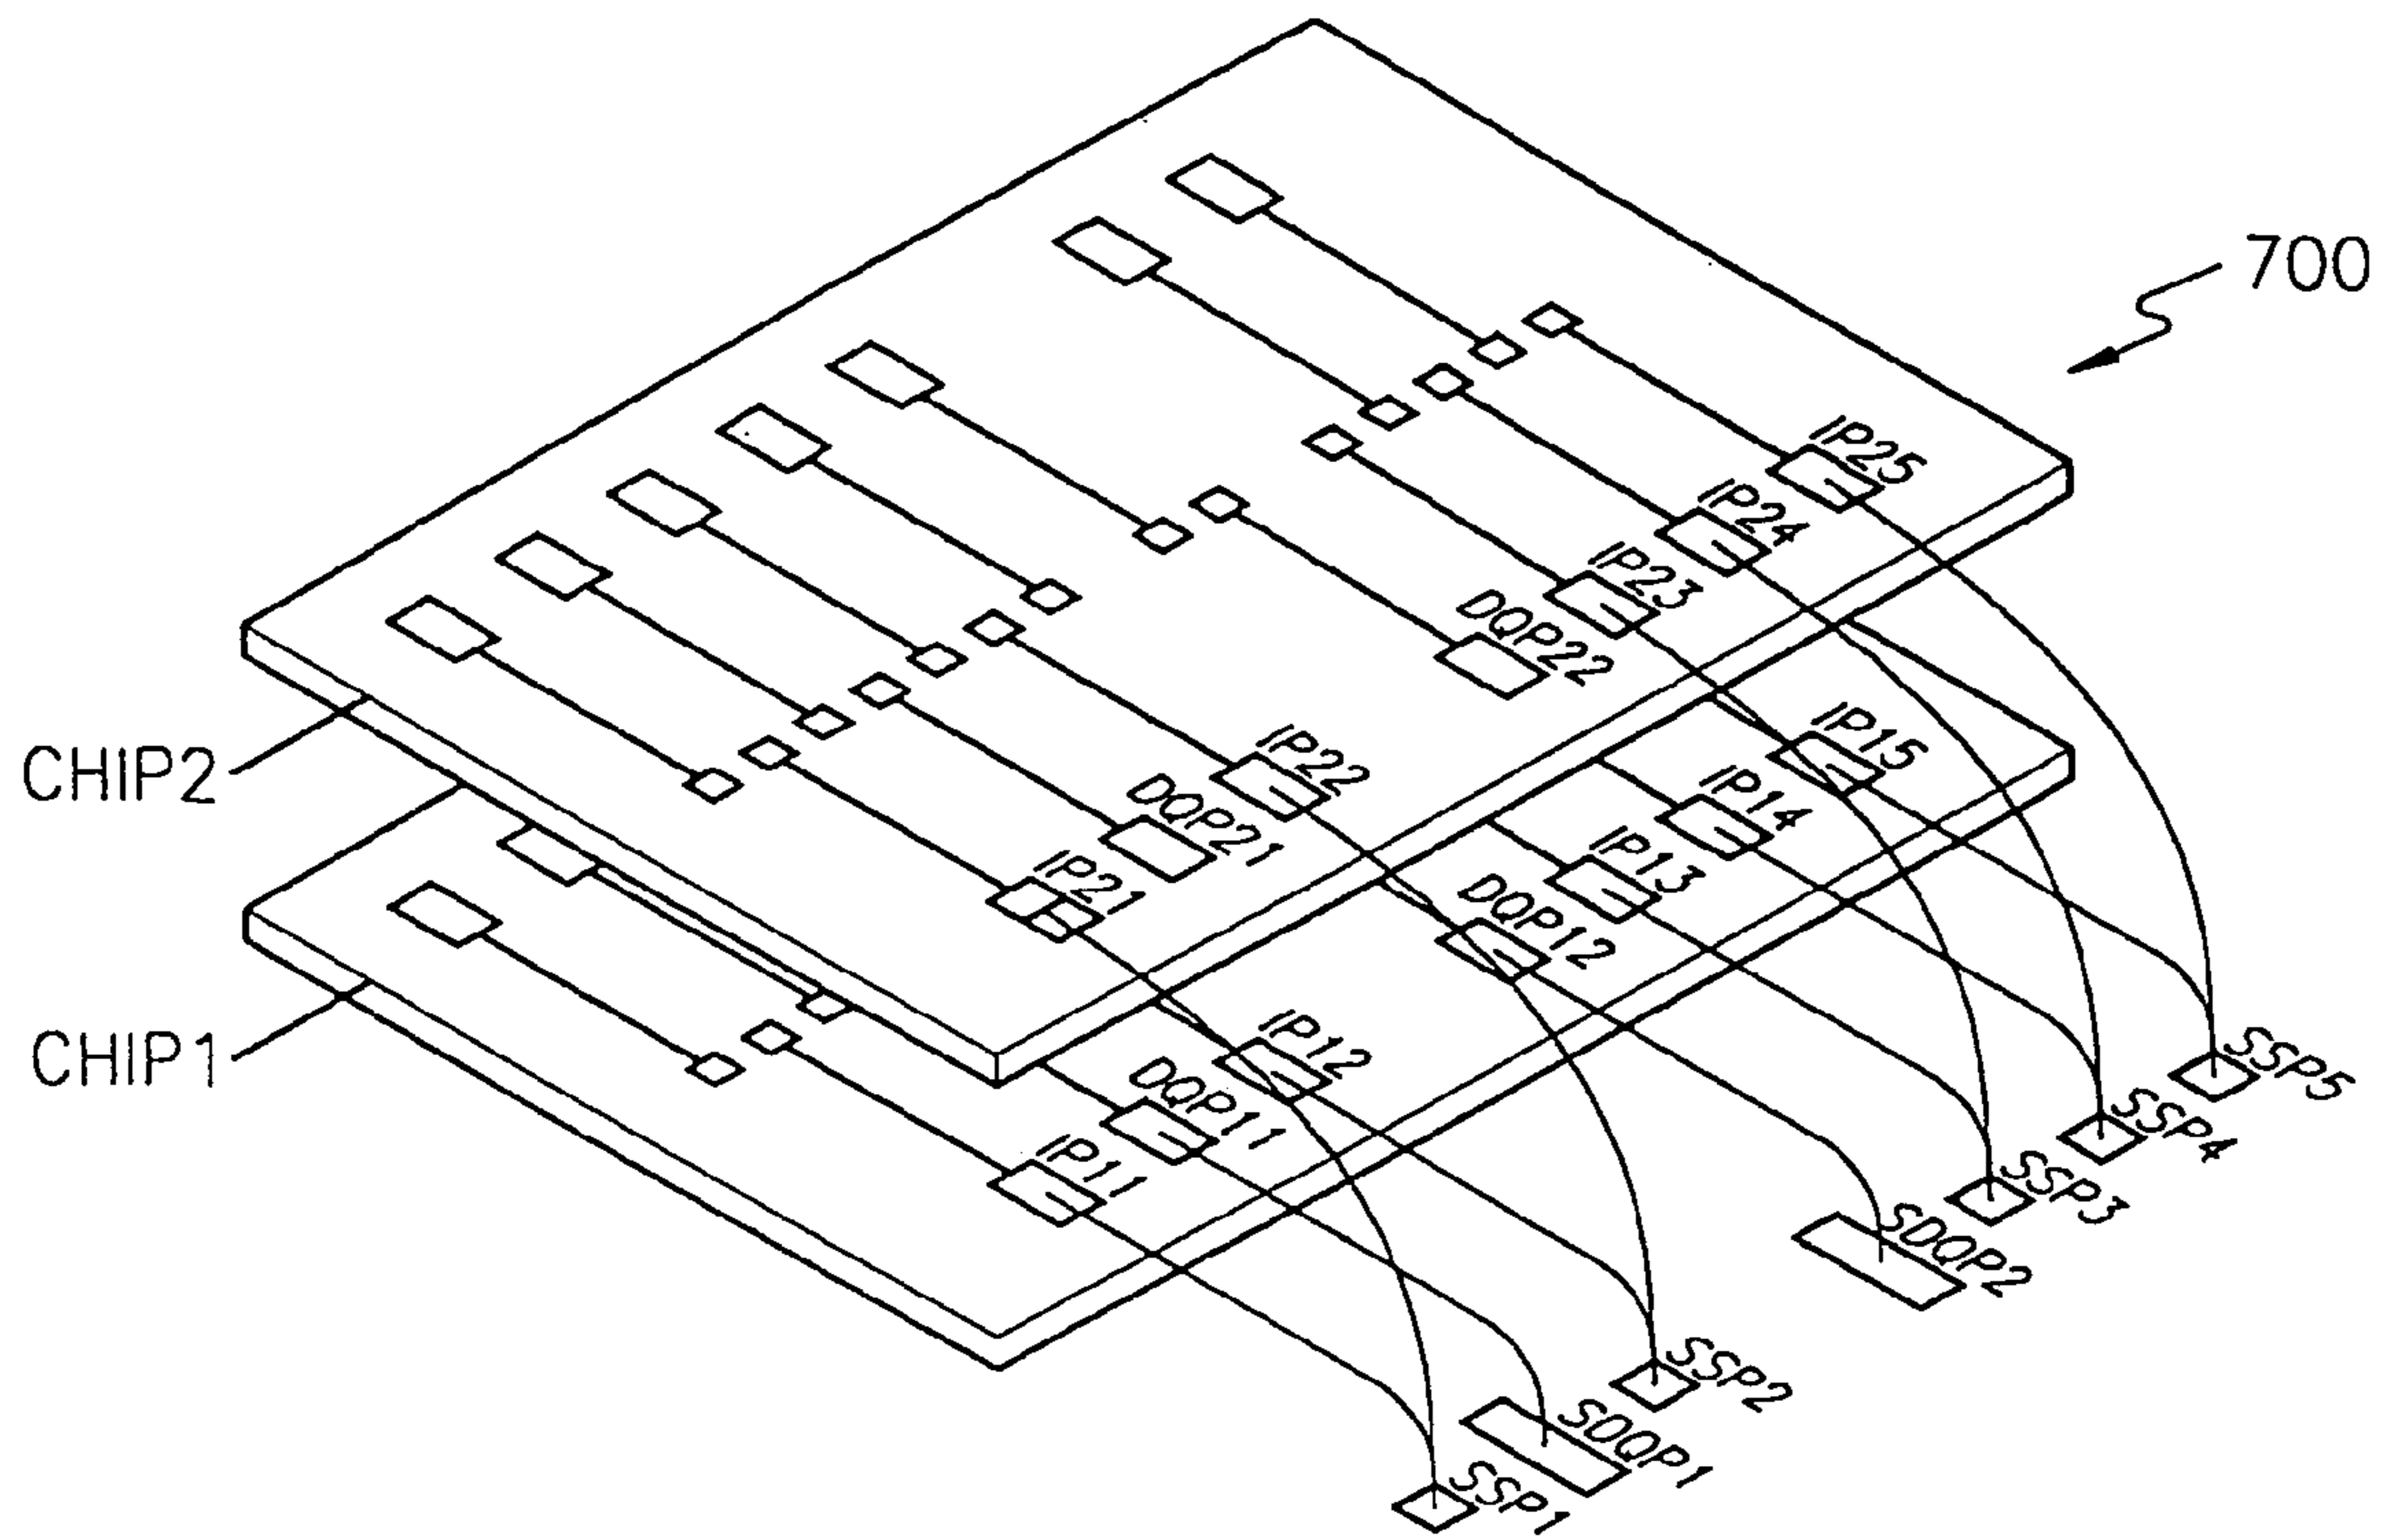 700
IP25
IP24
IP23
DQP22
IP22
DQP21
IP21
CHIP2
IP15
IP14
IP13
DQP12
IP12
DQP11
IP11
CHIP1
SSP5
SSP4
SSP3
SDQP2
SSP2
SDQP1
SSP1